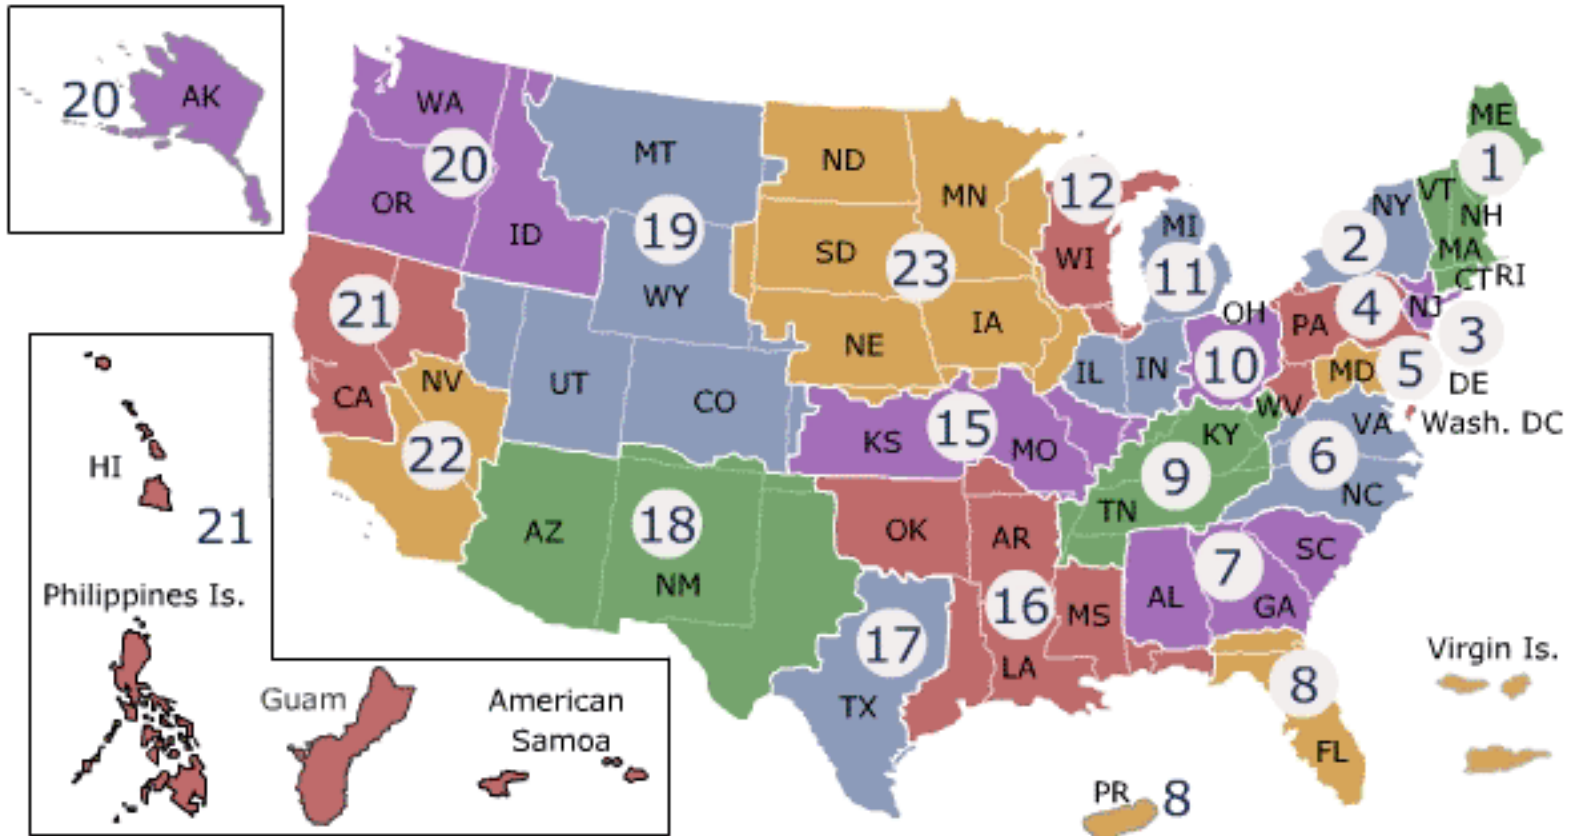 20
AK
WA
20
OR
ID
MT
19
WY
ND
MN
SD
23
NE
IA
12
WI
MI
11
ME
1
VT
NH
NY
2
MA
CT
RI
21
CA
NV
22
UT
CO
KS
15
MO
IL
IN
OH
10
PA
4
NJ
3
MD
5
DE
WV
VA
Wash. DC
KY
9
6
TN
NC
HI
21
AZ
18
NM
OK
AR
16
MS
LA
17
TX
AL
7
SC
GA
8
FL
Philippines Is.
Guam
American
Samoa
Virgin Is.
PR
8